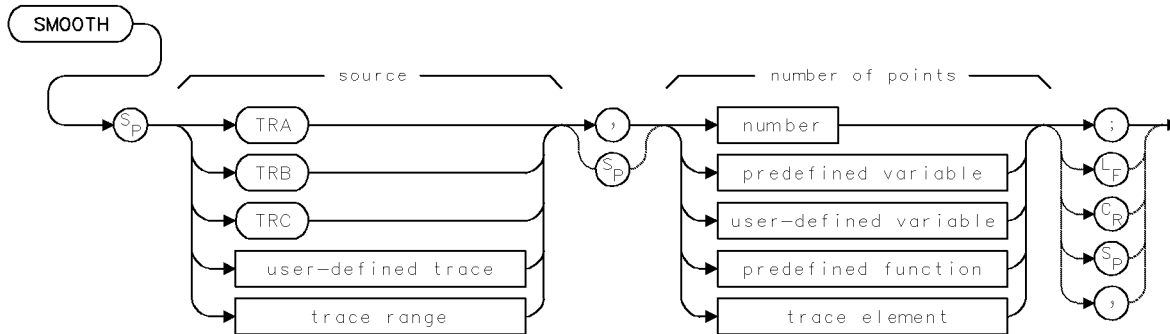 SMOOTH
source
number of points
SP
TRA
,
number
;
TRB
SP
predefined variable
LF
TRC
user-defined variable
CR
user-defined trace
predefined function
SP
trace range
trace element
,